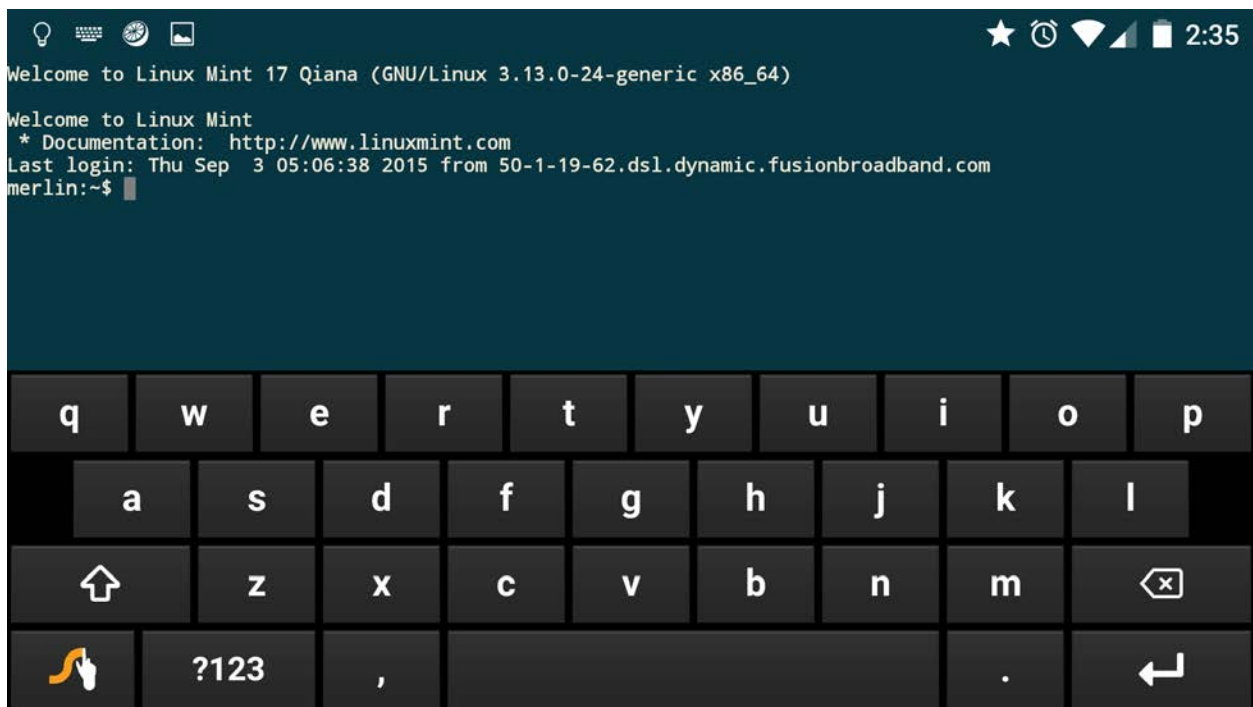 2:35
Welcome to Linux Mint 17 Qiana (GNU/Linux 3.13.0-24-generic x86_64)
Welcome to Linux Mint
* Documentation:  http://www.linuxmint.com
Last login: Thu Sep  3 05:06:38 2015 from 50-1-19-62.dsl.dynamic.fusionbroadband.com
merlin:~$
q w e r t y u i o p
a s d f g h j k l
z x c v b n m
?123 , .